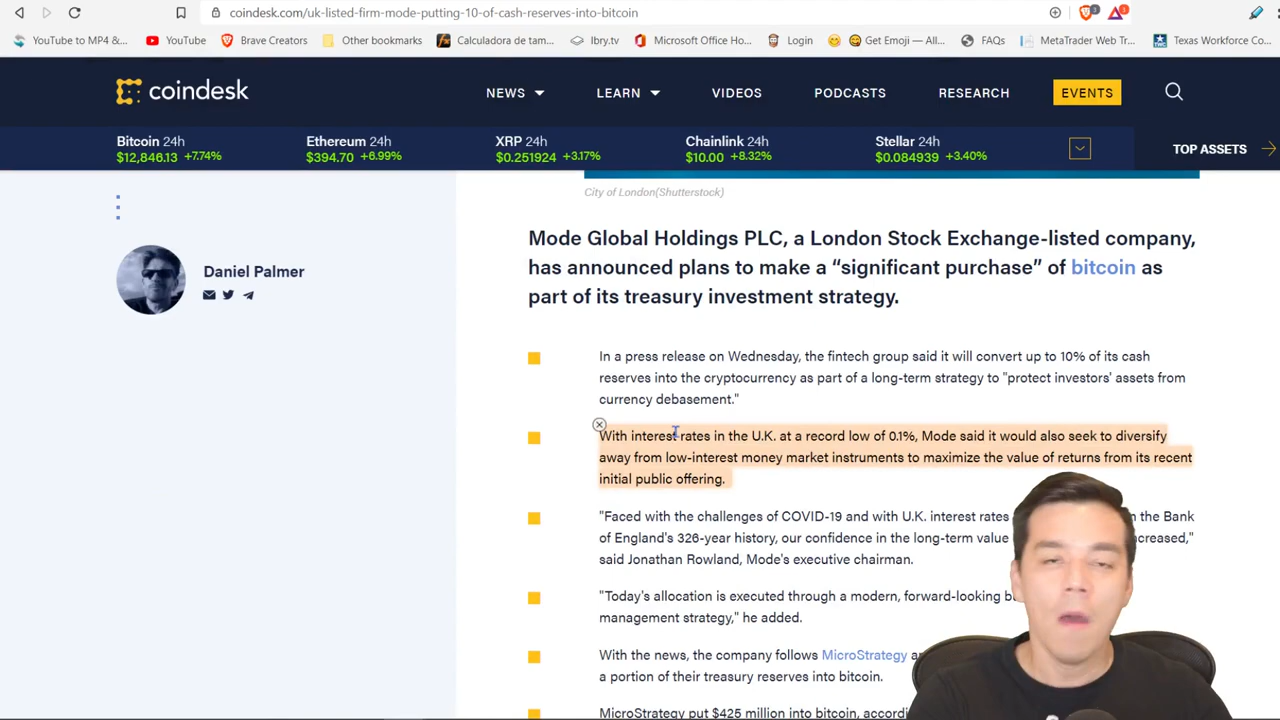 coindesk.com/uk-listed-firm-mode-putting-10-of-cash-reserves-into-bitcoin
YouTube to MP4 &... YouTube Brave Creators Other bookmarks Calculadora de tam... lbry.tv Microsoft Office Ho... Login Get Emoji — All... FAQs MetaTrader Web Tr... Texas Workforce Co...
coindesk NEWS LEARN VIDEOS PODCASTS RESEARCH EVENTS
Bitcoin 24h Ethereum 24h XRP 24h Chainlink 24h Stellar 24h
$12,846.13 +7.74% $394.70 +6.99% $0.251924 +3.17% $10.00 +8.32% $0.084939 +3.40% TOP ASSETS
City of London(Shutterstock)
Daniel Palmer
Mode Global Holdings PLC, a London Stock Exchange-listed company,
has announced plans to make a “significant purchase” of bitcoin as
part of its treasury investment strategy.
In a press release on Wednesday, the fintech group said it will convert up to 10% of its cash
reserves into the cryptocurrency as part of a long-term strategy to "protect investors' assets from
currency debasement."
With interest rates in the U.K. at a record low of 0.1%, Mode said it would also seek to diversify
away from low-interest money market instruments to maximize the value of returns from its recent
initial public offering.
"Faced with the challenges of COVID-19 and with U.K. interest rates the Bank
of England's 326-year history, our confidence in the long-term value increased,"
said Jonathan Rowland, Mode's executive chairman.
"Today's allocation is executed through a modern, forward-looking
management strategy," he added.
With the news, the company follows MicroStrategy
a portion of their treasury reserves into bitcoin.
MicroStrategy put $425 million into bitcoin,